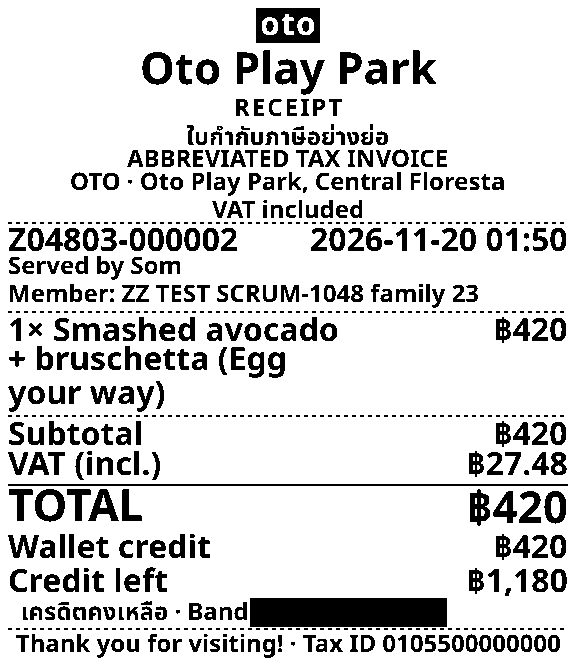 oto
Oto Play Park
RECEIPT
ใบกำกับภาษีอย่างย่อ
ABBREVIATED TAX INVOICE
OTO · Oto Play Park, Central Floresta
VAT included
Z04803-000002 2026-11-20 01:50
Served by Som
Member: ZZ TEST SCRUM-1048 family 23
1× Smashed avocado ฿420
+ bruschetta (Egg
your way)
Subtotal ฿420
VAT (incl.) ฿27.48
TOTAL ฿420
Wallet credit ฿420
Credit left ฿1,180
เครดิตคงเหลือ · Band
Thank you for visiting! · Tax ID 0105500000000